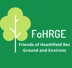 FoHRGE
Friends of Heathfield Rec
Ground and Environs